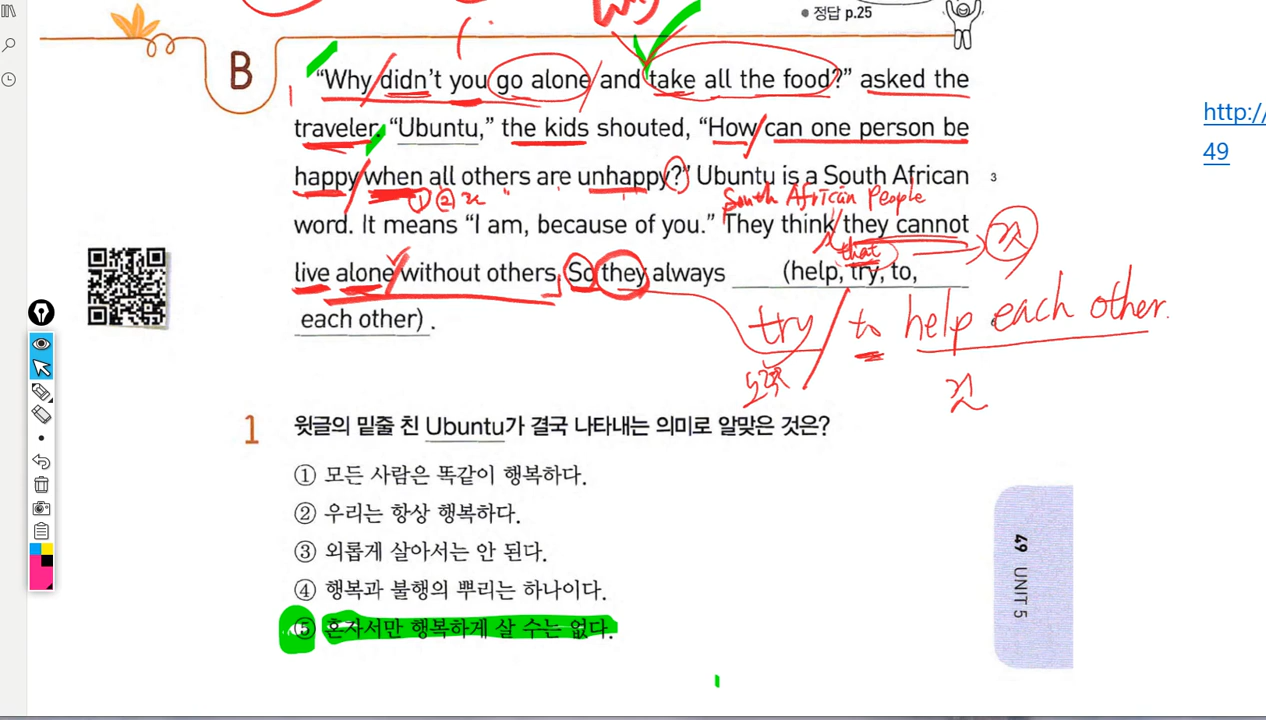 ● 정답 p.25
B
“Why didn’t you go alone and take all the food?” asked the
traveler. “Ubuntu,” the kids shouted, “How can one person be
happy when all others are unhappy?” Ubuntu is a South African
3
① ②
South African People
word. It means “I am, because of you.” They think they cannot
that
것
live alone without others. So they always (help, try, to,
each other) .
try / to help each other.
것
1 윗글의 밑줄 친 Ubuntu가 결국 나타내는 의미로 알맞은 것은?
① 모든 사람은 똑같이 행복하다.
② 우리는 항상 행복하다.
③ 외롭게 살아서는 안 된다.
④ 행복과 불행의 뿌리는 하나이다.
⑤ 혼자서만 행복하게 살 수는 없다.
49 UNIT 5
http://
49